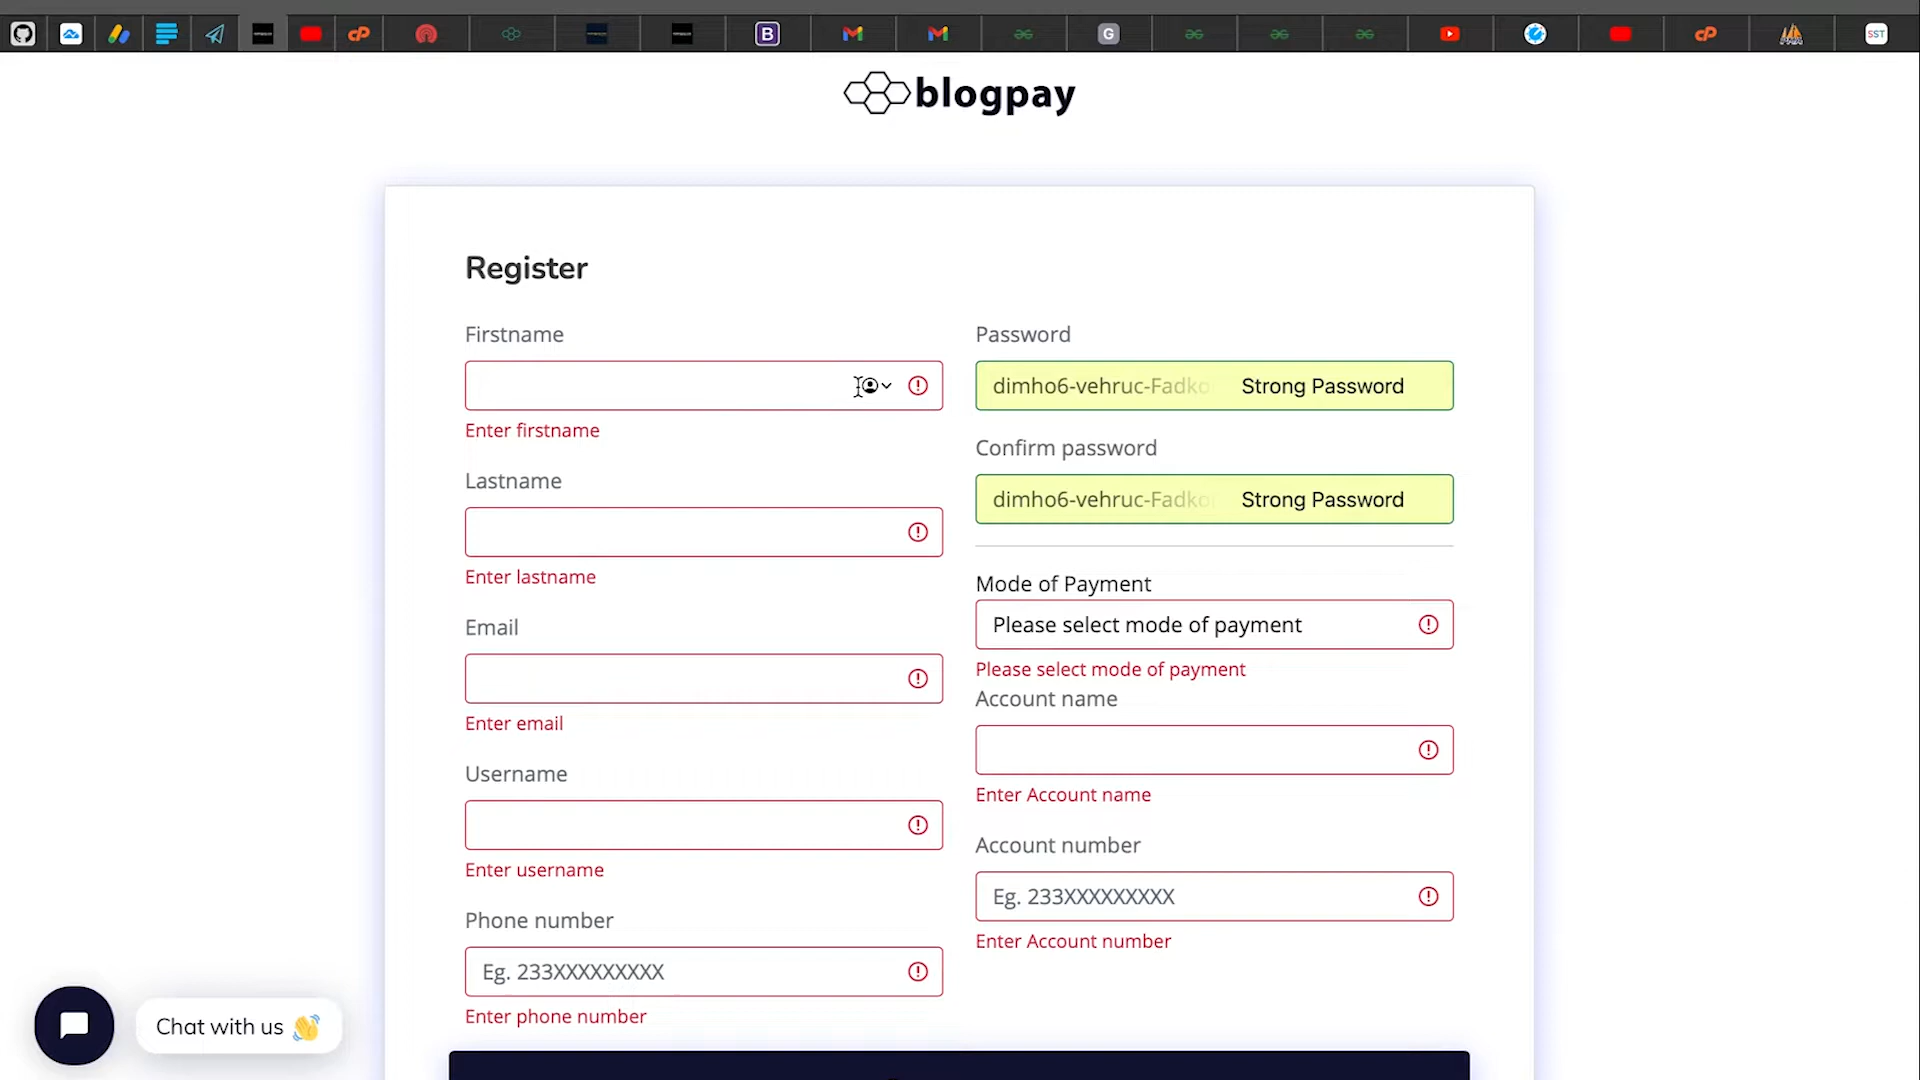 blogpay
Register
Firstname
Enter firstname
Lastname
Enter lastname
Email
Enter email
Username
Enter username
Phone number
Eg. 233XXXXXXXXX
Enter phone number
Password
dimho6-vehruc-Fadko Strong Password
Confirm password
dimho6-vehruc-Fadko Strong Password
Mode of Payment
Please select mode of payment
Please select mode of payment
Account name
Enter Account name
Account number
Eg. 233XXXXXXXXX
Enter Account number
Chat with us 👋
cP
B
G
cP
SST